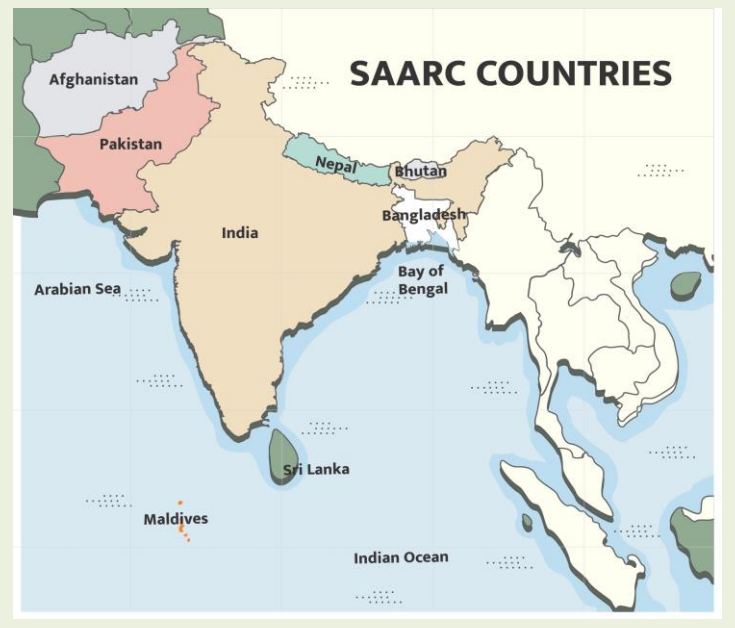 SAARC COUNTRIES
Afghanistan
Pakistan
Nepal
Bhutan
Bangladesh
India
Bay of
Bengal
Arabian Sea
Sri Lanka
Maldives
Indian Ocean